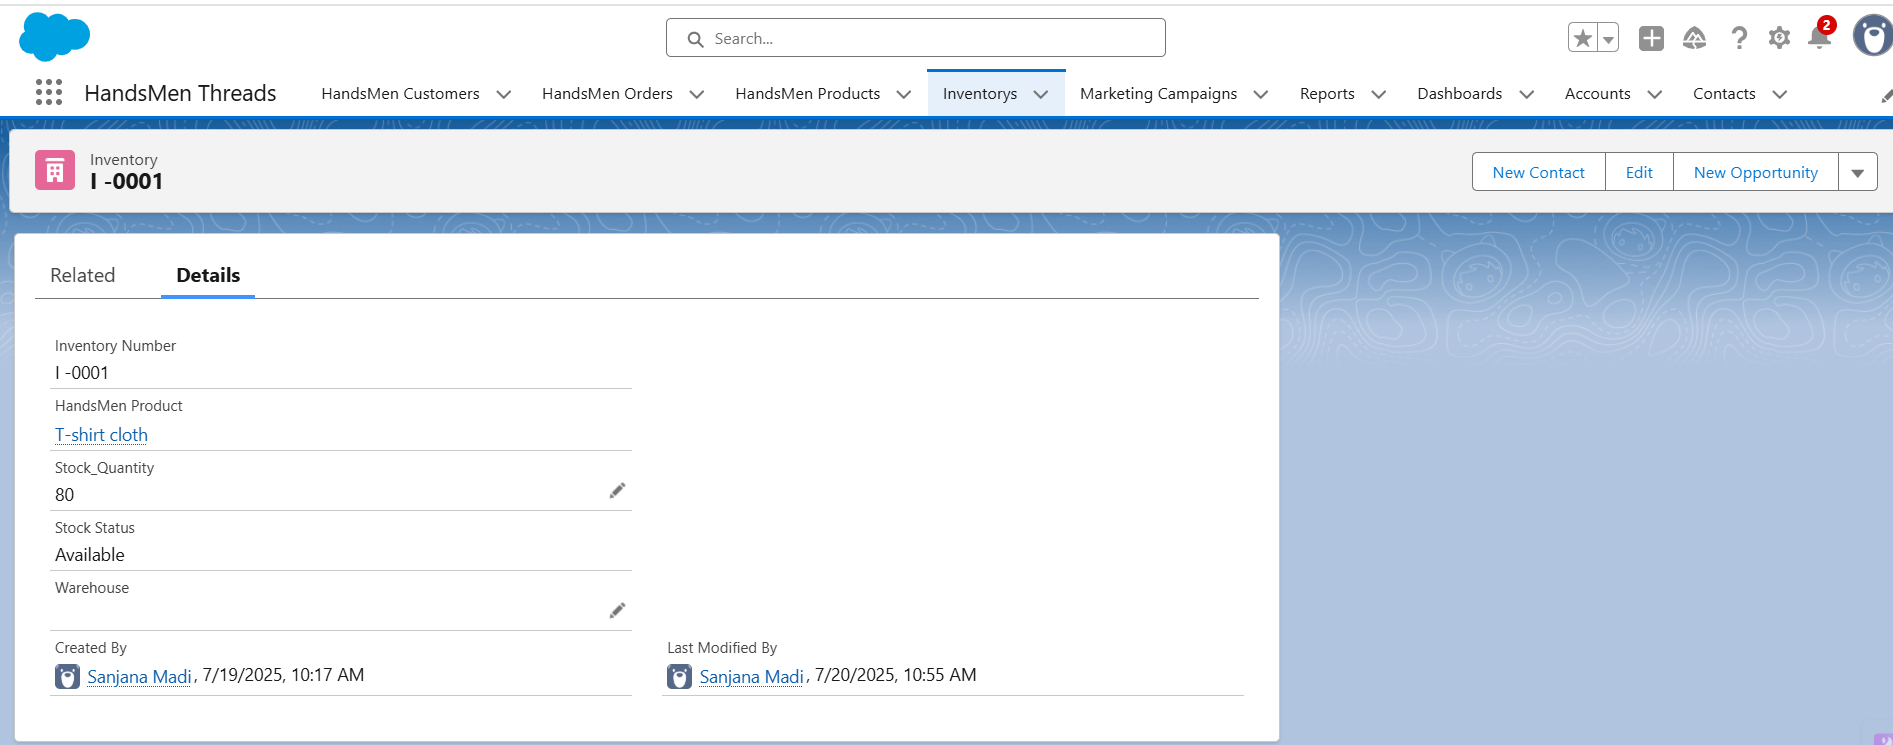 Search...
2
HandsMen Threads
HandsMen Customers
HandsMen Orders
HandsMen Products
Inventorys
Marketing Campaigns
Reports
Dashboards
Accounts
Contacts
Inventory
I -0001
New Contact
Edit
New Opportunity
Related
Details
Inventory Number
I -0001
HandsMen Product
T-shirt cloth
Stock_Quantity
80
Stock Status
Available
Warehouse
Created By
Sanjana Madi, 7/19/2025, 10:17 AM
Last Modified By
Sanjana Madi, 7/20/2025, 10:55 AM